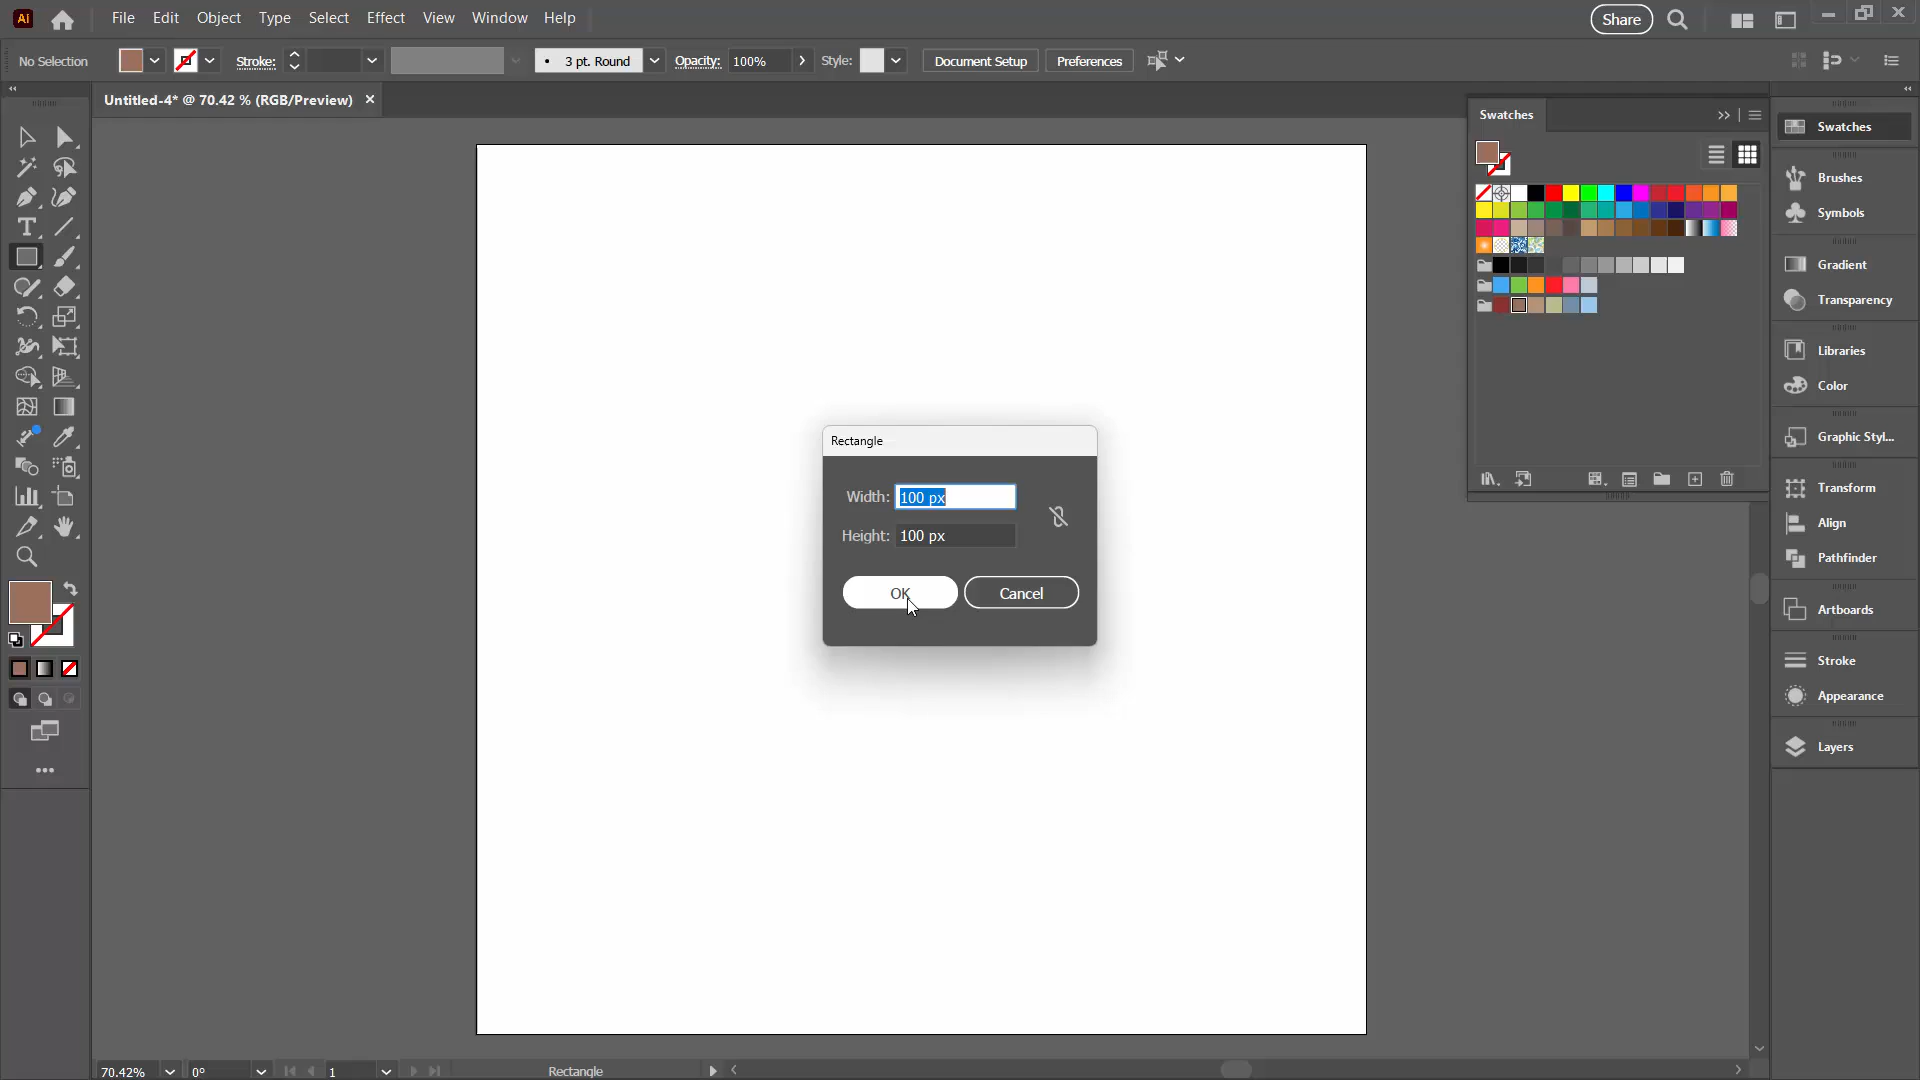 Ai File Edit Object Type Select Effect View Window Help Share
No Selection Stroke: • 3 pt. Round Opacity: 100% Style: Document Setup Preferences
Untitled-4* @ 70.42 % (RGB/Preview)
Swatches
Swatches
Brushes
Symbols
Gradient
Transparency
Libraries
Color
Graphic Styl...
Transform
Align
Pathfinder
Artboards
Stroke
Appearance
Layers
Rectangle
Width: 100 px
Height: 100 px
OK Cancel
70.42% 0° 1 Rectangle